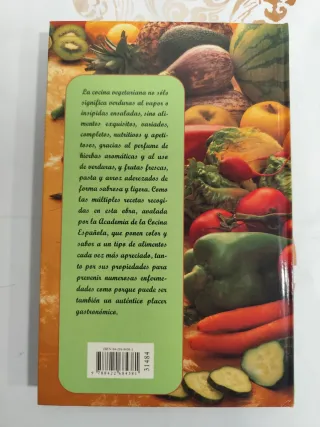 La cocina vegetariana no sólo
significa verduras al vapor o
insípidas ensaladas, sino ali-
mentos exquisitos, variados,
completos, nutritivos y apeti-
tosos, gracias al perfume de
hierbas aromáticas y al uso
de verduras, y frutas frescas,
pasta y arroz aderezados de
forma sabrosa y ligera. Como
las múltiples recetas recogi-
das en esta obra, avalada
por la Academia de la Cocina
Española, que ponen color y
sabor a un tipo de alimentos
cada vez más apreciado, tan-
to por sus propiedades para
prevenir numerosas enferme-
dades como porque puede ser
también un auténtico placer
gastronómico.
31484